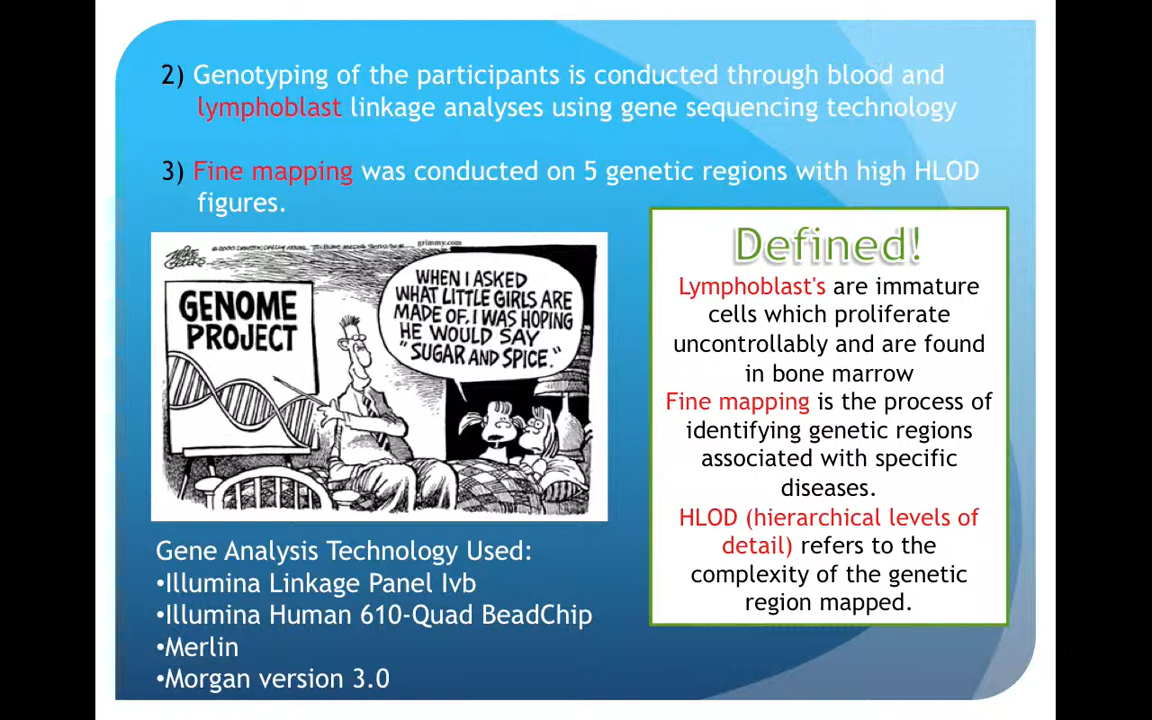 2) Genotyping of the participants is conducted through blood and
lymphoblast linkage analyses using gene sequencing technology
3) Fine mapping was conducted on 5 genetic regions with high HLOD
figures.
grimmy.com
GENOME
PROJECT
WHEN I ASKED
WHAT LITTLE GIRLS ARE
MADE OF, I WAS HOPING
HE WOULD SAY
"SUGAR AND SPICE."
Defined!
Lymphoblast's are immature
cells which proliferate
uncontrollably and are found
in bone marrow
Fine mapping is the process of
identifying genetic regions
associated with specific
diseases.
HLOD (hierarchical levels of
detail) refers to the
complexity of the genetic
region mapped.
Gene Analysis Technology Used:
•Illumina Linkage Panel Ivb
•Illumina Human 610-Quad BeadChip
•Merlin
•Morgan version 3.0